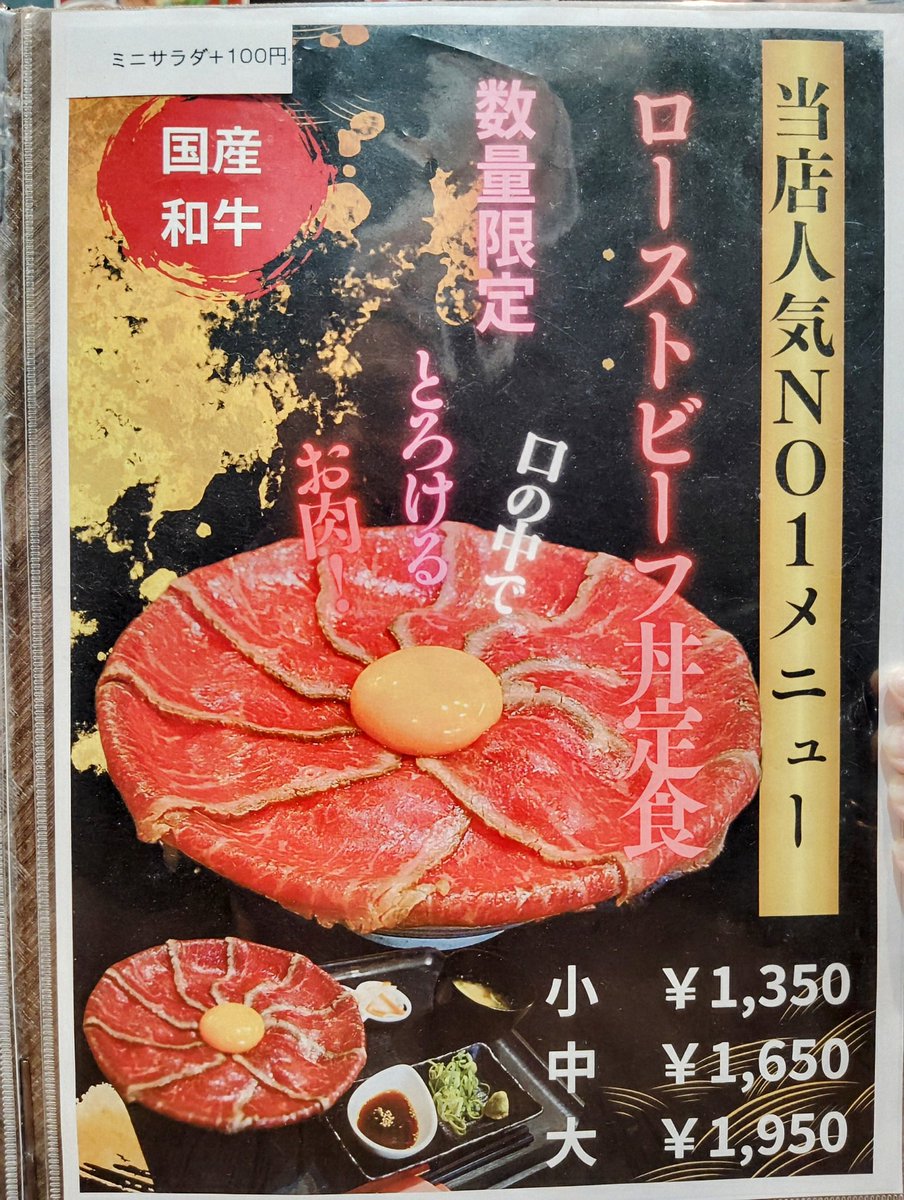 ミニサラダ+100円
当店人気NO1メニュー
ローストビーフ丼定食
数量限定
国産
和牛
口の中で
とろける
お肉！
小 ￥1,350
中 ￥1,650
大 ￥1,950